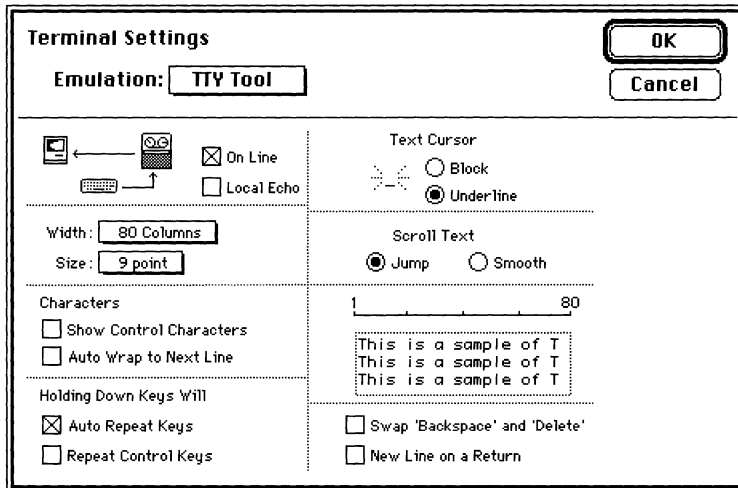 Terminal Settings
OK
Emulation: TTY Tool
Cancel
On Line
Local Echo
Width: 80 Columns
Size: 9 point
Characters
Show Control Characters
Auto Wrap to Next Line
Holding Down Keys Will
Auto Repeat Keys
Repeat Control Keys
Text Cursor
Block
Underline
Scroll Text
Jump
Smooth
1 80
This is a sample of T
This is a sample of T
This is a sample of T
Swap 'Backspace' and 'Delete'
New Line on a Return